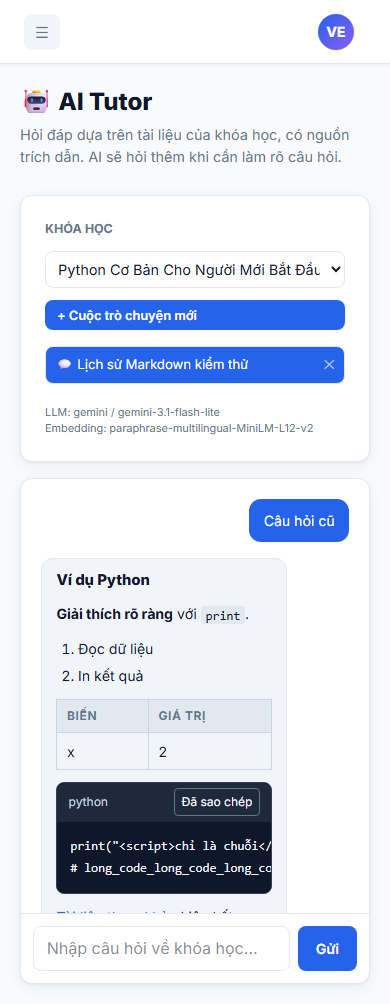 VE
AI Tutor
Hỏi đáp dựa trên tài liệu của khóa học, có nguồn
trích dẫn. AI sẽ hỏi thêm khi cần làm rõ câu hỏi.
KHÓA HỌC
Python Cơ Bản Cho Người Mới Bắt Đầu
+ Cuộc trò chuyện mới
Lịch sử Markdown kiểm thử
LLM: gemini / gemini-3.1-flash-lite
Embedding: paraphrase-multilingual-MiniLM-L12-v2
Câu hỏi cũ
Ví dụ Python
Giải thích rõ ràng với print.
1. Đọc dữ liệu
2. In kết quả
BIẾN GIÁ TRỊ
x 2
python Đã sao chép
print("<script>chỉ là chuỗi</
# long_code_long_code_long_co
Nhập câu hỏi về khóa học...
Gửi